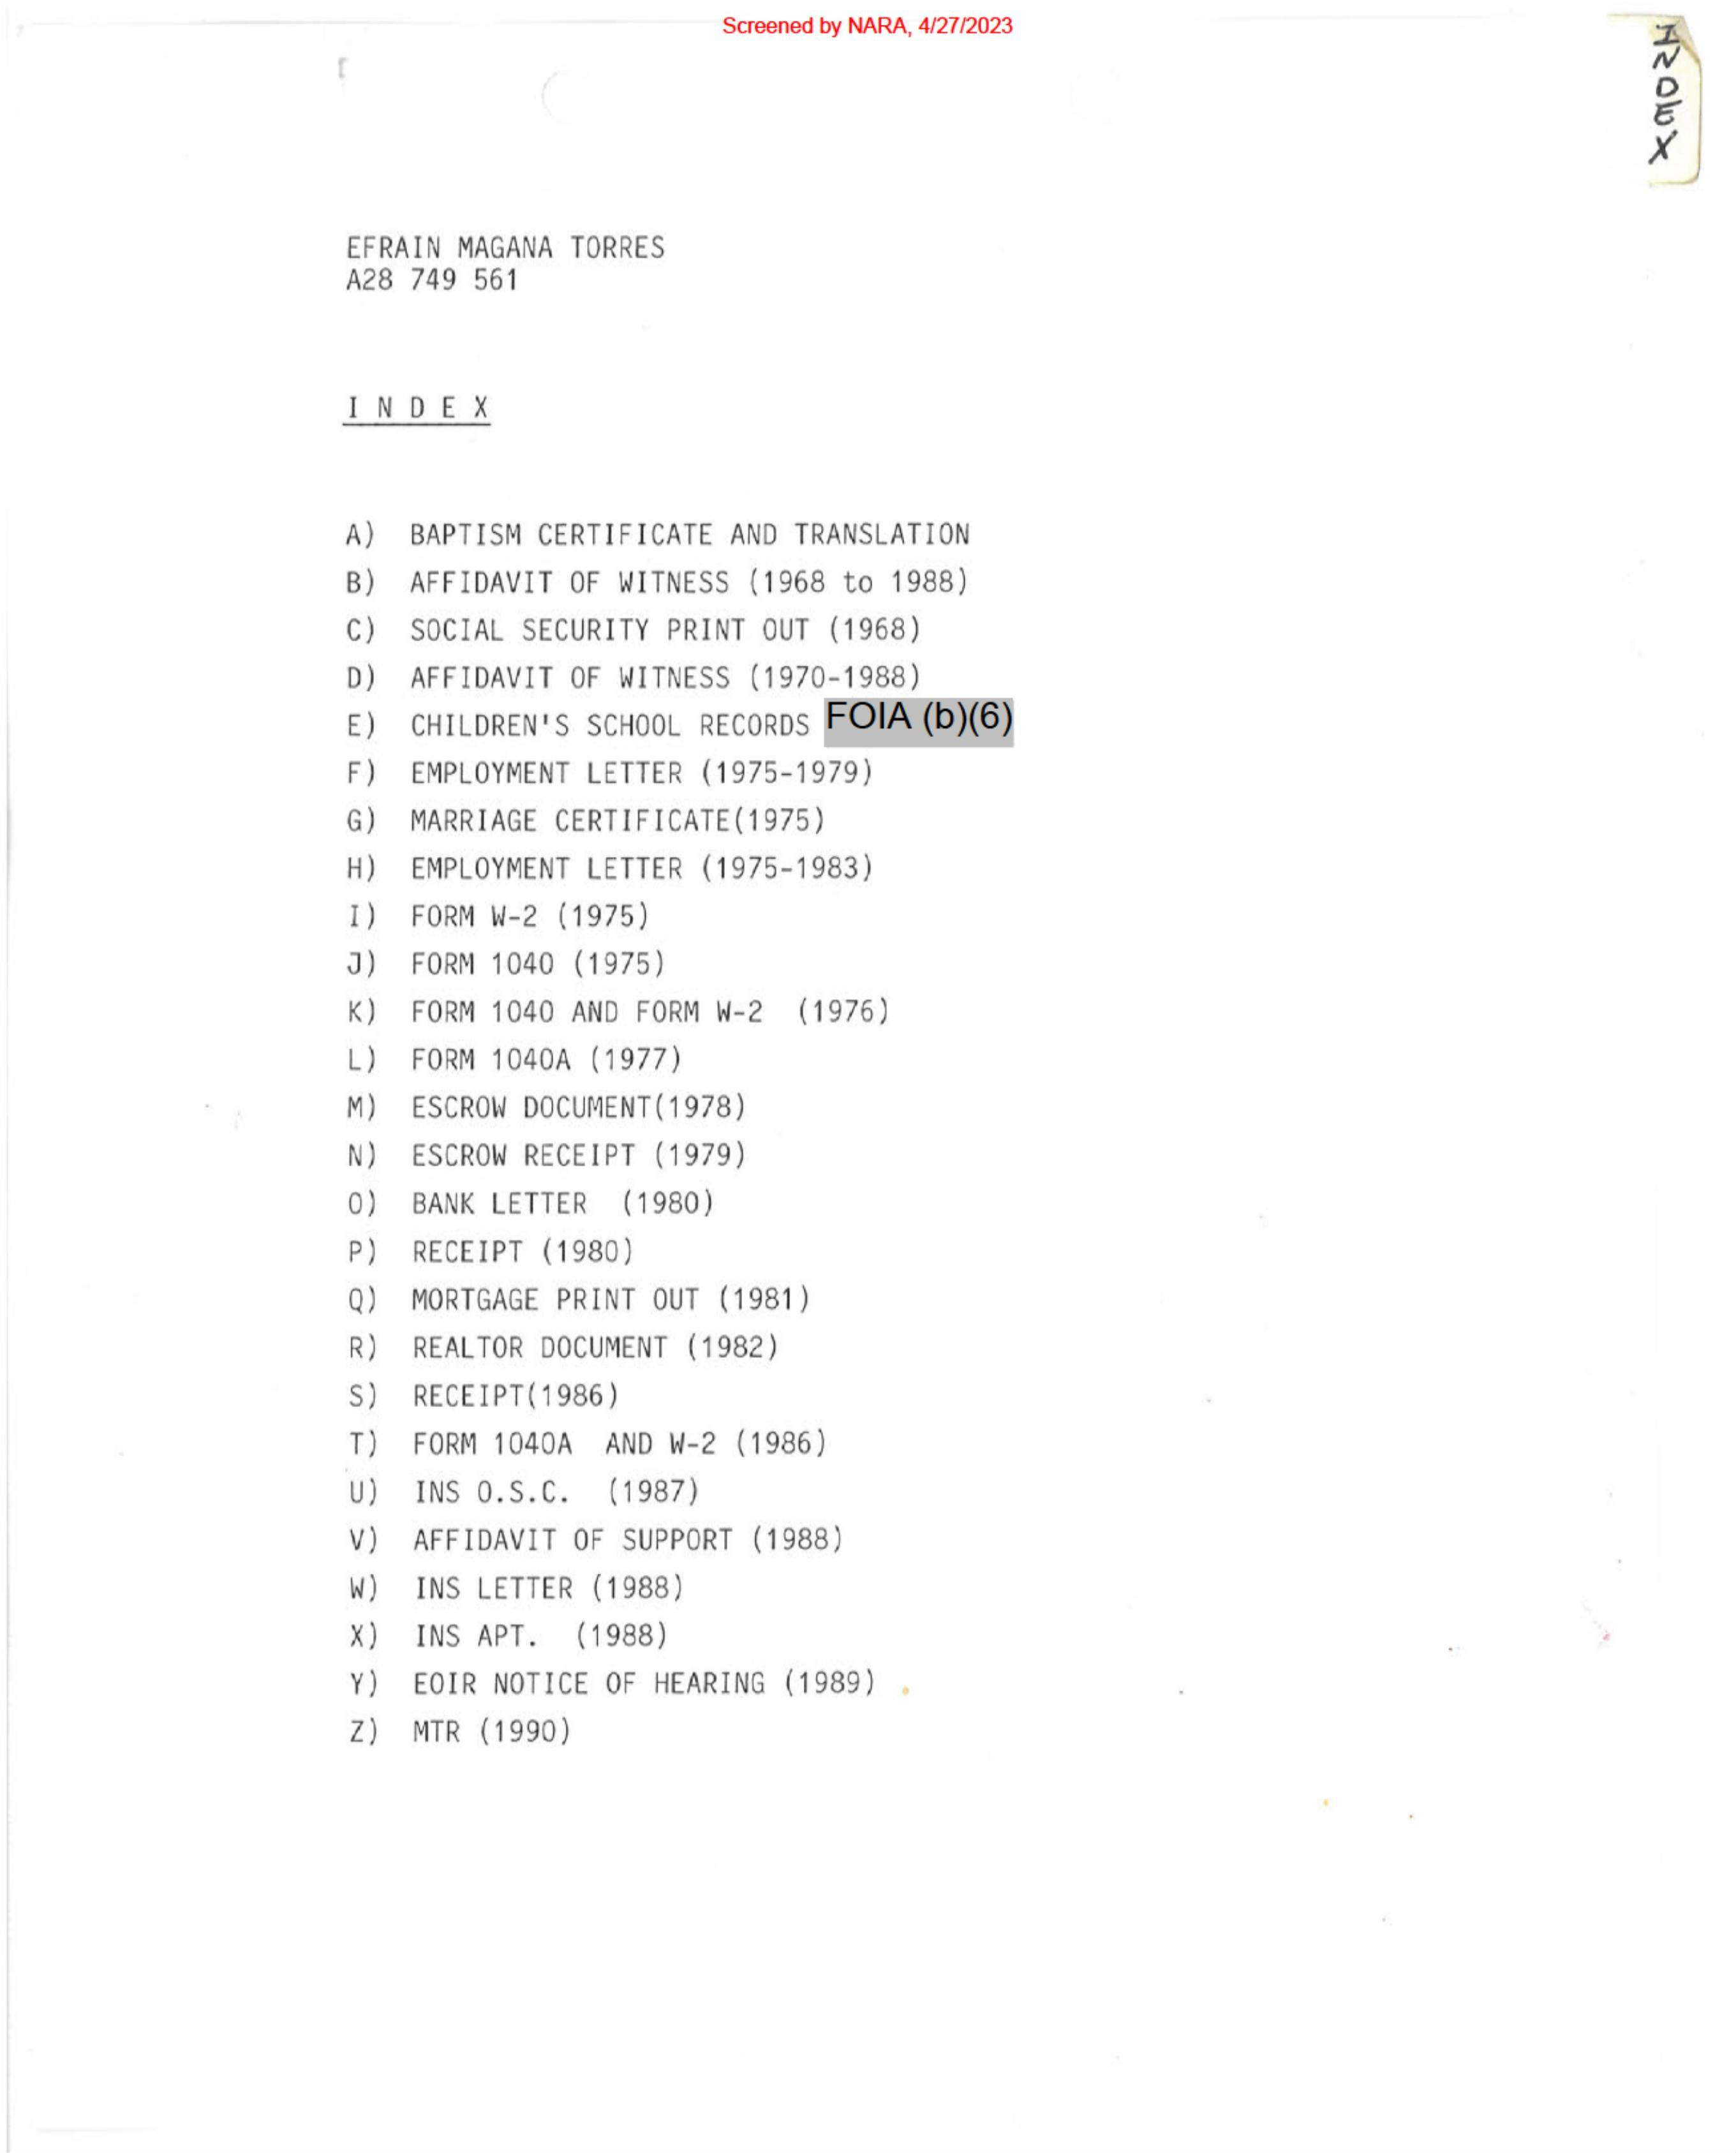 Screened by NARA, 4/27/2023
INDEX
EFRAIN MAGANA TORRES
A28 749 561
I N D E X
A) BAPTISM CERTIFICATE AND TRANSLATION
B) AFFIDAVIT OF WITNESS (1968 to 1988)
C) SOCIAL SECURITY PRINT OUT (1968)
D) AFFIDAVIT OF WITNESS (1970-1988)
E) CHILDREN'S SCHOOL RECORDS FOIA (b)(6)
F) EMPLOYMENT LETTER (1975-1979)
G) MARRIAGE CERTIFICATE(1975)
H) EMPLOYMENT LETTER (1975-1983)
I) FORM W-2 (1975)
J) FORM 1040 (1975)
K) FORM 1040 AND FORM W-2 (1976)
L) FORM 1040A (1977)
M) ESCROW DOCUMENT(1978)
N) ESCROW RECEIPT (1979)
O) BANK LETTER (1980)
P) RECEIPT (1980)
Q) MORTGAGE PRINT OUT (1981)
R) REALTOR DOCUMENT (1982)
S) RECEIPT(1986)
T) FORM 1040A AND W-2 (1986)
U) INS O.S.C. (1987)
V) AFFIDAVIT OF SUPPORT (1988)
W) INS LETTER (1988)
X) INS APT. (1988)
Y) EOIR NOTICE OF HEARING (1989)
Z) MTR (1990)